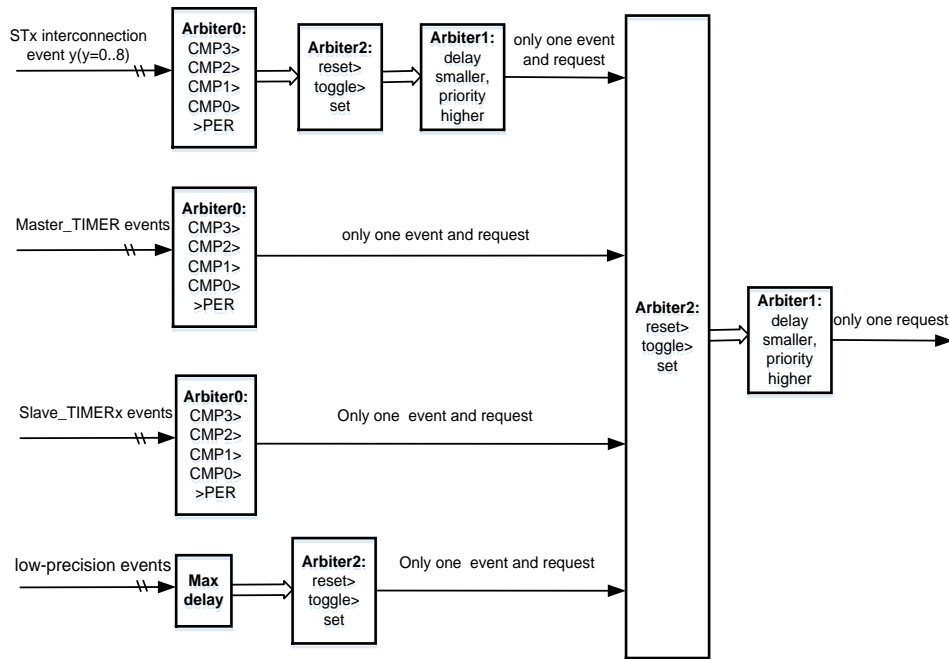 STx interconnection
event y(y=0..8)
Arbiter0:
CMP3>
CMP2>
CMP1>
CMP0>
>PER
Arbiter2:
reset>
toggle>
set
Arbiter1:
delay
smaller,
priority
higher
only one event
and request
Master_TIMER events
Arbiter0:
CMP3>
CMP2>
CMP1>
CMP0>
>PER
only one event and request
Arbiter2:
reset>
toggle>
set
Arbiter1:
delay
smaller,
priority
higher
only one request
Slave_TIMERx events
Arbiter0:
CMP3>
CMP2>
CMP1>
CMP0>
>PER
Only one event and request
low-precision events
Max
delay
Arbiter2:
reset>
toggle>
set
Only one event and request